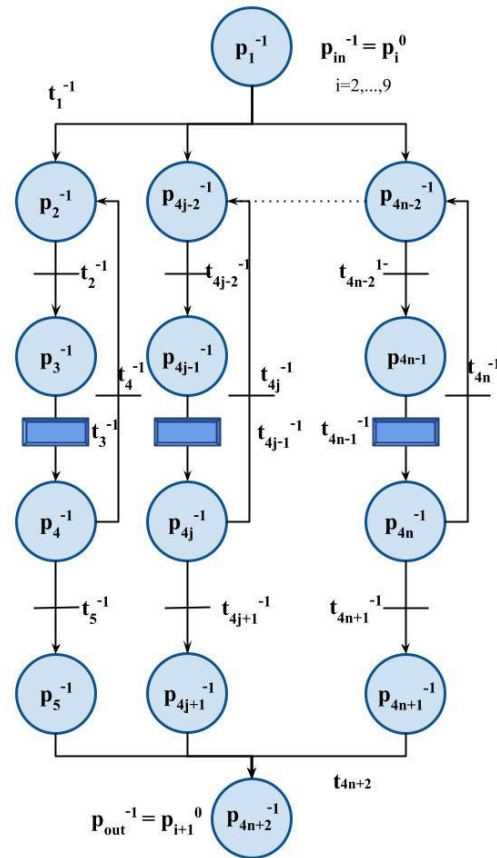 p₁⁻¹ pᵢₙ⁻¹ = pᵢ⁰
i=2,...,9
t₁⁻¹
p₂⁻¹ p₄ⱼ₋₂⁻¹ p₄ₙ₋₂⁻¹
t₂⁻¹ t₄ⱼ₋₂⁻¹ t₄ₙ₋₂¹⁻
p₃⁻¹ p₄ⱼ₋₁⁻¹ p₄ₙ₋₁
t₄⁻¹ t₄ⱼ⁻¹ t₄ₙ⁻¹
t₃⁻¹ t₄ⱼ₋₁⁻¹ t₄ₙ₋₁⁻¹
p₄⁻¹ p₄ⱼ⁻¹ p₄ₙ⁻¹
t₅⁻¹ t₄ⱼ₊₁⁻¹ t₄ₙ₊₁⁻¹
p₅⁻¹ p₄ⱼ₊₁⁻¹ p₄ₙ₊₁⁻¹
t₄ₙ₊₂
pₒᵤₜ⁻¹ = pᵢ₊₁⁰ p₄ₙ₊₂⁻¹